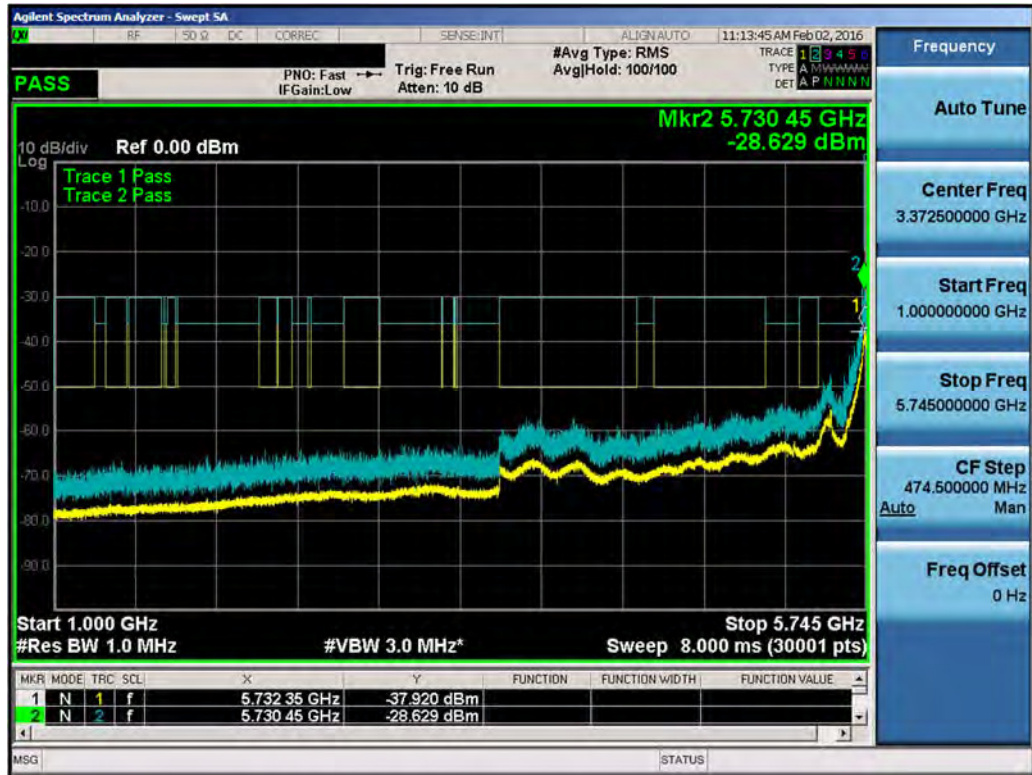 Agilent Spectrum Analyzer - Swept SA
RF 50 Ω DC CORREC SENSE:INT ALIGN AUTO 11:13:45 AM Feb 02, 2016
PASS
PNO: Fast
IFGain:Low
Trig: Free Run
Atten: 10 dB
#Avg Type: RMS
Avg|Hold: 100/100
TRACE 1 2 3 4 5 6
TYPE A M W W W W
DET A P N N N N
Mkr2 5.730 45 GHz
-28.629 dBm
10 dB/div Ref 0.00 dBm
Log
Trace 1 Pass
Trace 2 Pass
-10.0
-20.0
2
-30.0
1
-40.0
-50.0
-60.0
-70.0
-80.0
-90.0
Start 1.000 GHz Stop 5.745 GHz
#Res BW 1.0 MHz #VBW 3.0 MHz* Sweep 8.000 ms (30001 pts)
MKR MODE TRC SCL X Y FUNCTION FUNCTION WIDTH FUNCTION VALUE
1 N 1 f 5.732 35 GHz -37.920 dBm
2 N 2 f 5.730 45 GHz -28.629 dBm
MSG STATUS
Frequency
Auto Tune
Center Freq
3.372500000 GHz
Start Freq
1.000000000 GHz
Stop Freq
5.745000000 GHz
CF Step
474.500000 MHz
Auto Man
Freq Offset
0 Hz